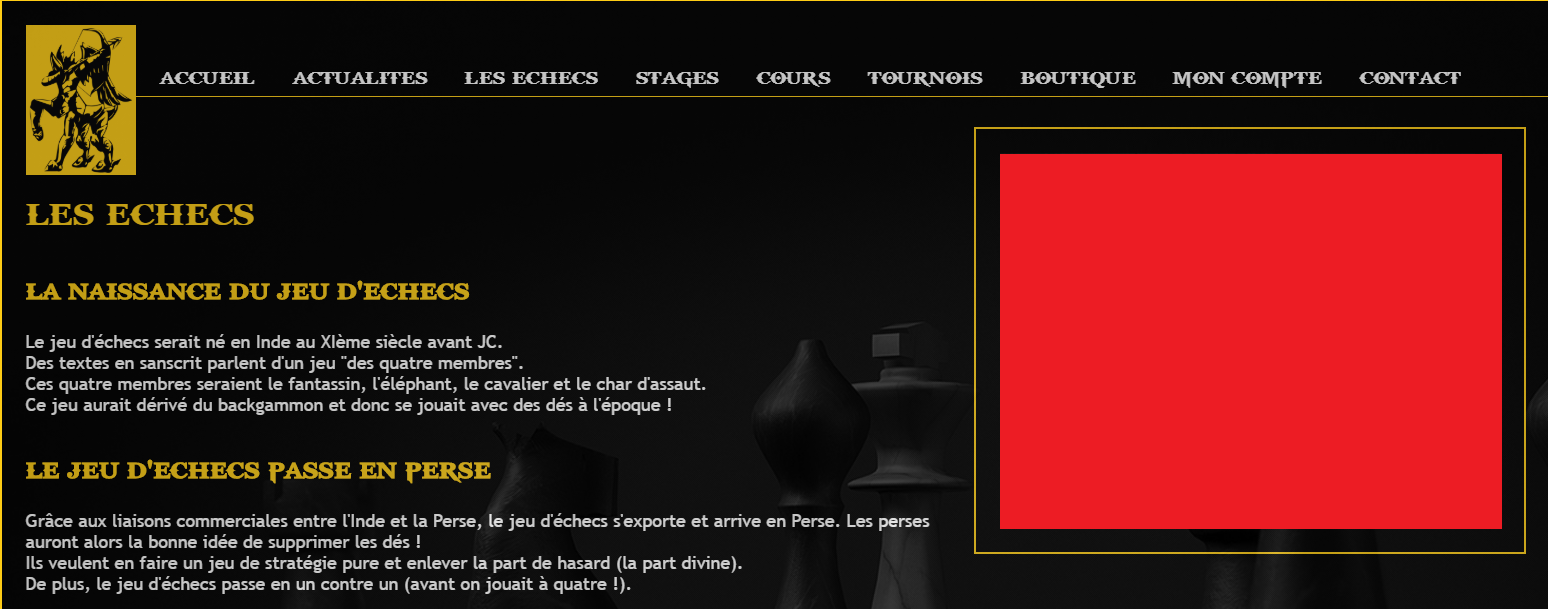 ACCUEIL ACTUALITES LES ECHECS STAGES COURS TOURNOIS BOUTIQUE MON COMPTE CONTACT
LES ECHECS
LA NAISSANCE DU JEU D'ECHECS
Le jeu d'échecs serait né en Inde au XIème siècle avant JC.
Des textes en sanscrit parlent d'un jeu "des quatre membres".
Ces quatre membres seraient le fantassin, l'éléphant, le cavalier et le char d'assaut.
Ce jeu aurait dérivé du backgammon et donc se jouait avec des dés à l'époque !
LE JEU D'ECHECS PASSE EN PERSE
Grâce aux liaisons commerciales entre l'Inde et la Perse, le jeu d'échecs s'exporte et arrive en Perse. Les perses
auront alors la bonne idée de supprimer les dés !
Ils veulent en faire un jeu de stratégie pure et enlever la part de hasard (la part divine).
De plus, le jeu d'échecs passe en un contre un (avant on jouait à quatre !).